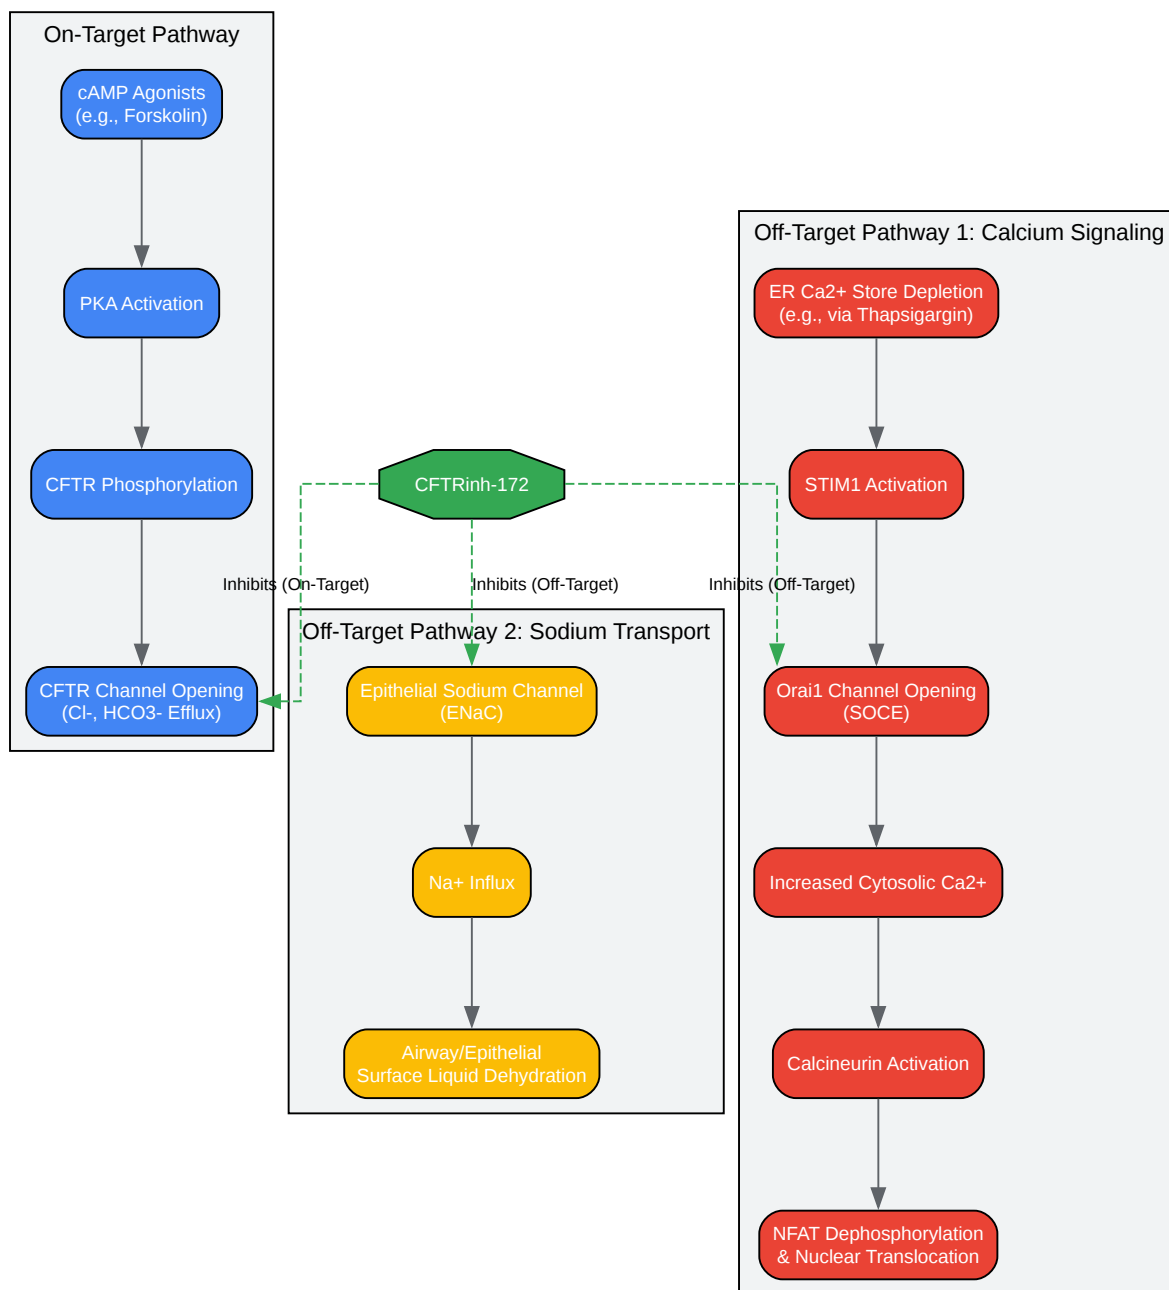 On-Target Pathway
cAMP Agonists
(e.g., Forskolin)
PKA Activation
CFTR Phosphorylation
CFTR Channel Opening
(Cl-, HCO3- Efflux)
CFTRinh-172
Inhibits (On-Target)
Inhibits (Off-Target)
Inhibits (Off-Target)
Off-Target Pathway 2: Sodium Transport
Epithelial Sodium Channel
(ENaC)
Na+ Influx
Airway/Epithelial
Surface Liquid Dehydration
Off-Target Pathway 1: Calcium Signaling
ER Ca2+ Store Depletion
(e.g., via Thapsigargin)
STIM1 Activation
Orai1 Channel Opening
(SOCE)
Increased Cytosolic Ca2+
Calcineurin Activation
NFAT Dephosphorylation
& Nuclear Translocation